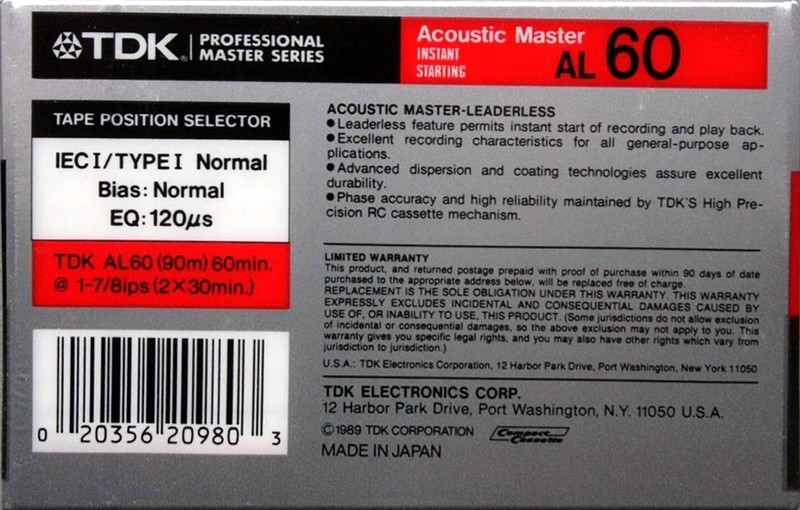 TDK® PROFESSIONAL
MASTER SERIES
Acoustic Master
INSTANT
STARTING
AL 60
TAPE POSITION SELECTOR
IEC I/TYPE I Normal
Bias: Normal
EQ: 120μs
TDK AL60 (90m) 60min.
@ 1-7/8ips (2×30min.)
0 20356 20980 3
ACOUSTIC MASTER-LEADERLESS
●Leaderless feature permits instant start of recording and play back.
●Excellent recording characteristics for all general-purpose ap-
plications.
●Advanced dispersion and coating technologies assure excellent
durability.
●Phase accuracy and high reliability maintained by TDK'S High Pre-
cision RC cassette mechanism.
LIMITED WARRANTY
This product, and returned postage prepaid with proof of purchase within 90 days of date
purchased to the appropriate address below, will be replaced free of charge.
REPLACEMENT IS THE SOLE OBLIGATION UNDER THIS WARRANTY. THIS WARRANTY
EXPRESSLY EXCLUDES INCIDENTAL AND CONSEQUENTIAL DAMAGES CAUSED BY
USE OF, OR INABILITY TO USE, THIS PRODUCT. (Some jurisdictions do not allow exclusion
of incidental or consequential damages, so the above exclusion may not apply to you. This
warranty gives you specific legal rights, and you may also have other rights which vary from
jurisdiction to jurisdiction.)
U.S.A.: TDK Electronics Corporation, 12 Harbor Park Drive, Port Washington, New York 11050
TDK ELECTRONICS CORP.
12 Harbor Park Drive, Port Washington, N.Y. 11050 U.S.A.
©1989 TDK CORPORATION Compact Cassette
MADE IN JAPAN